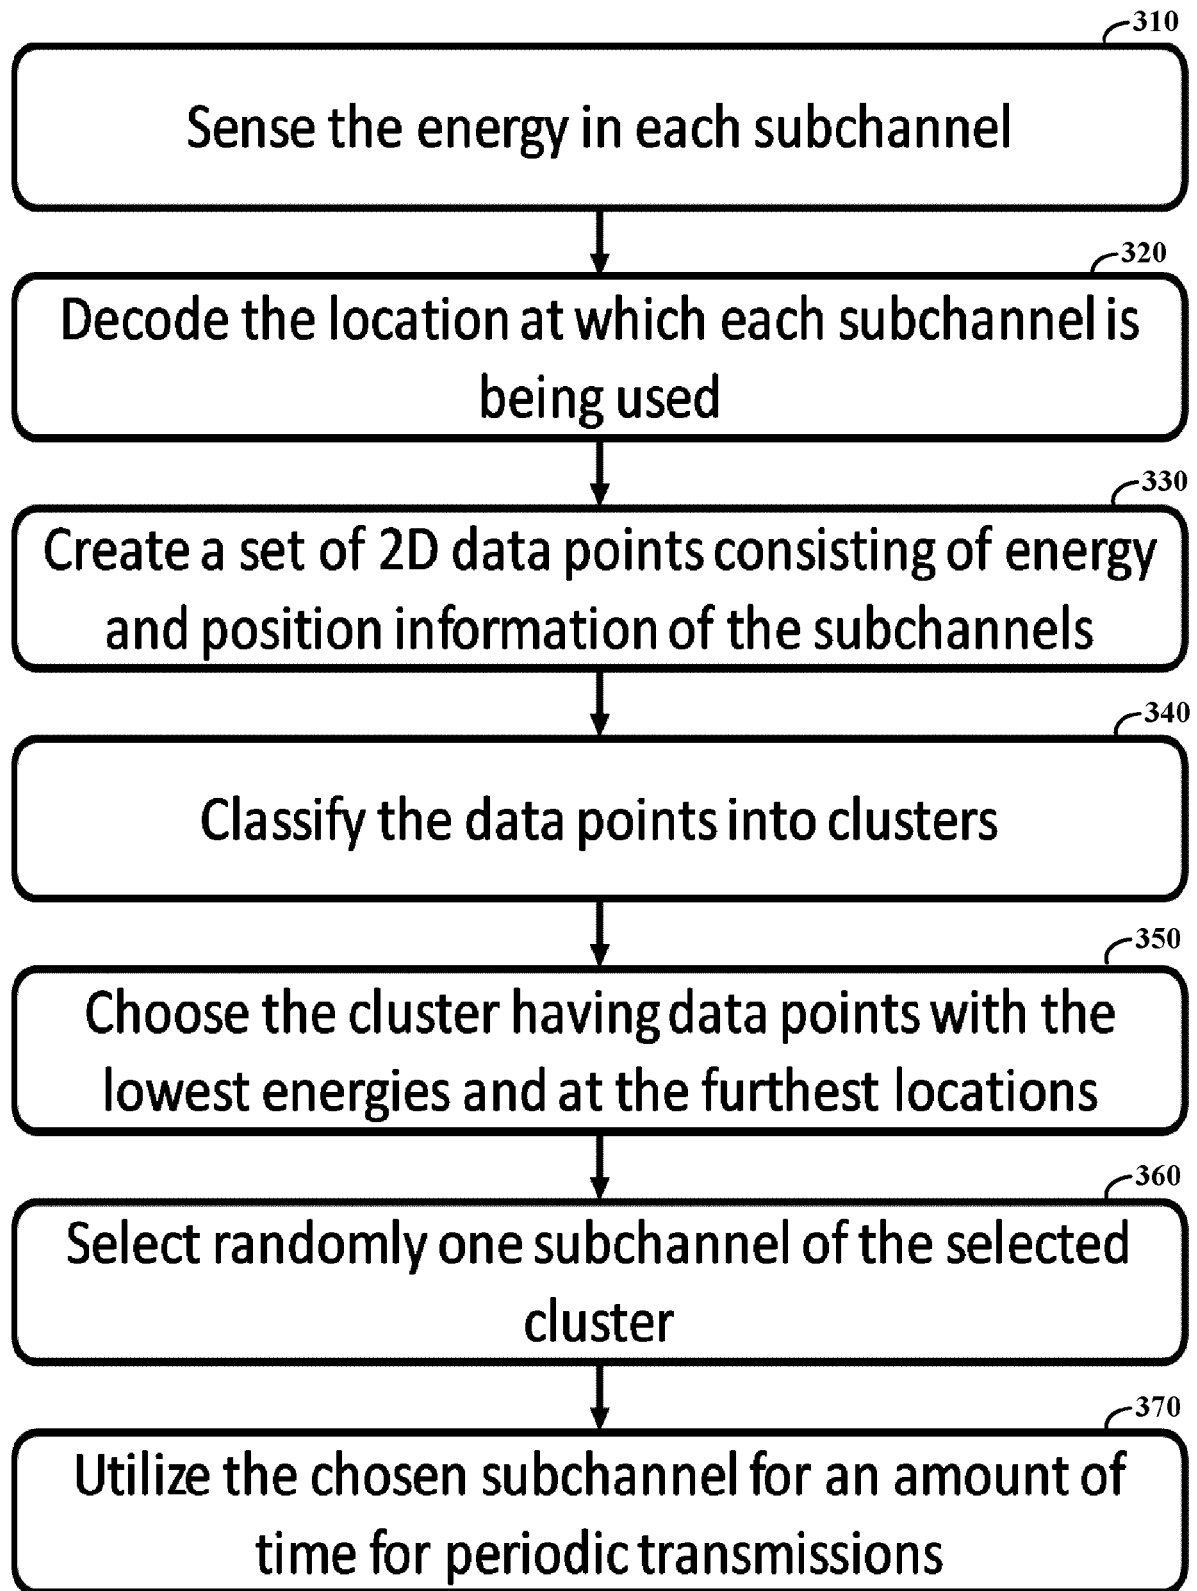 310
Sense the energy in each subchannel
320
Decode the location at which each subchannel is
being used
330
Create a set of 2D data points consisting of energy
and position information of the subchannels
340
Classify the data points into clusters
350
Choose the cluster having data points with the
lowest energies and at the furthest locations
360
Select randomly one subchannel of the selected
cluster
370
Utilize the chosen subchannel for an amount of
time for periodic transmissions